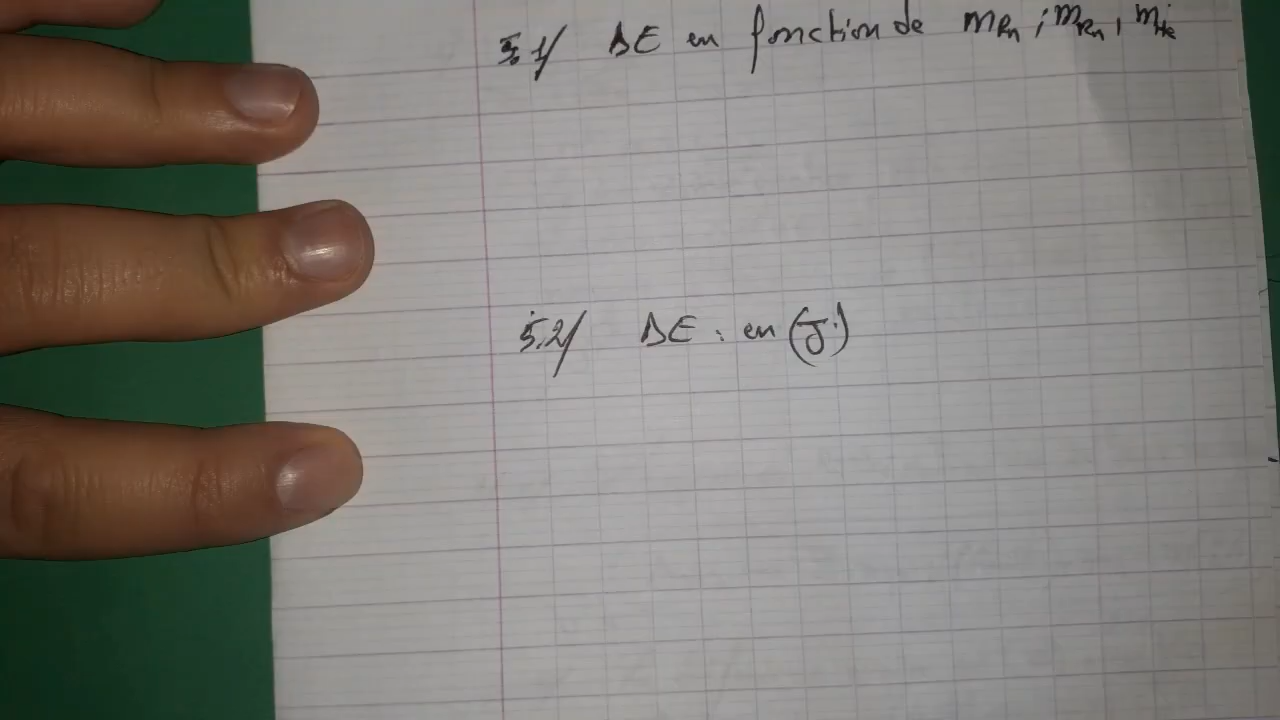 5.1/ ΔE en fonction de mRn ; mRn , mHe
5.2/ ΔE : en (J)